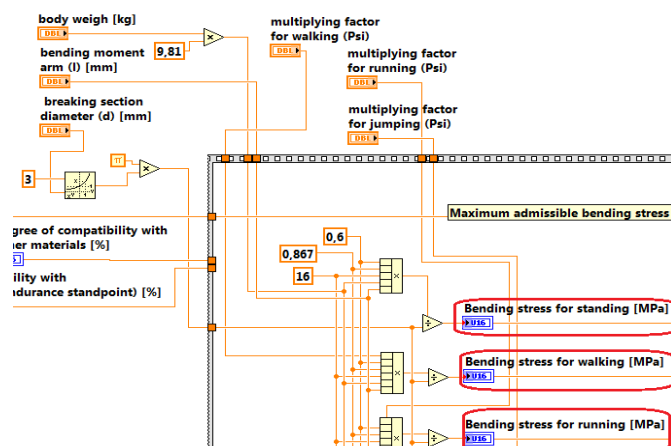 body weigh [kg]
DBL
9,81
×
bending moment
arm (l) [mm]
DBL
breaking section
diameter (d) [mm]
DBL
multiplying factor
for walking (Psi)
DBL
multiplying factor
for running (Psi)
DBL
multiplying factor
for jumping (Psi)
DBL
3
π
×
Maximum admissible bending stress
egree of compatibility with
er materials [%]
ility with
ndurance standpoint) [%]
0,6
0,867
16
×
÷
Bending stress for standing [MPa]
U16
×
÷
Bending stress for walking [MPa]
U16
×
÷
Bending stress for running [MPa]
U16